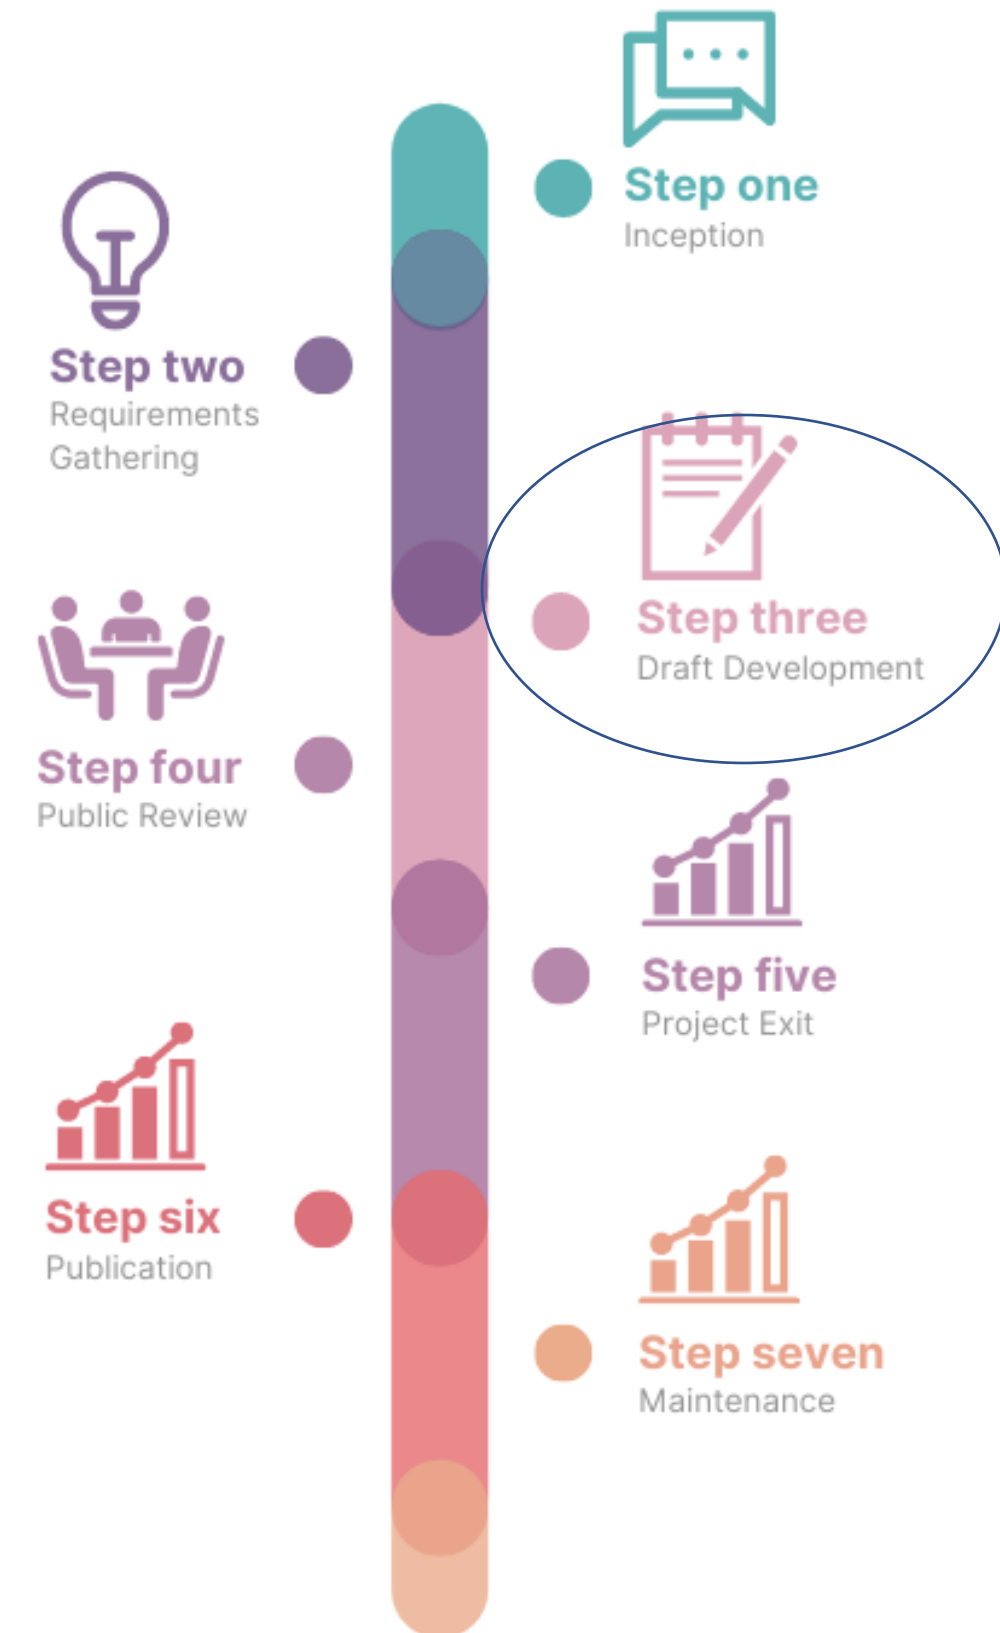 Step one
Inception
Step two
Requirements
Gathering
Step three
Draft Development
Step four
Public Review
Step five
Project Exit
Step six
Publication
Step seven
Maintenance